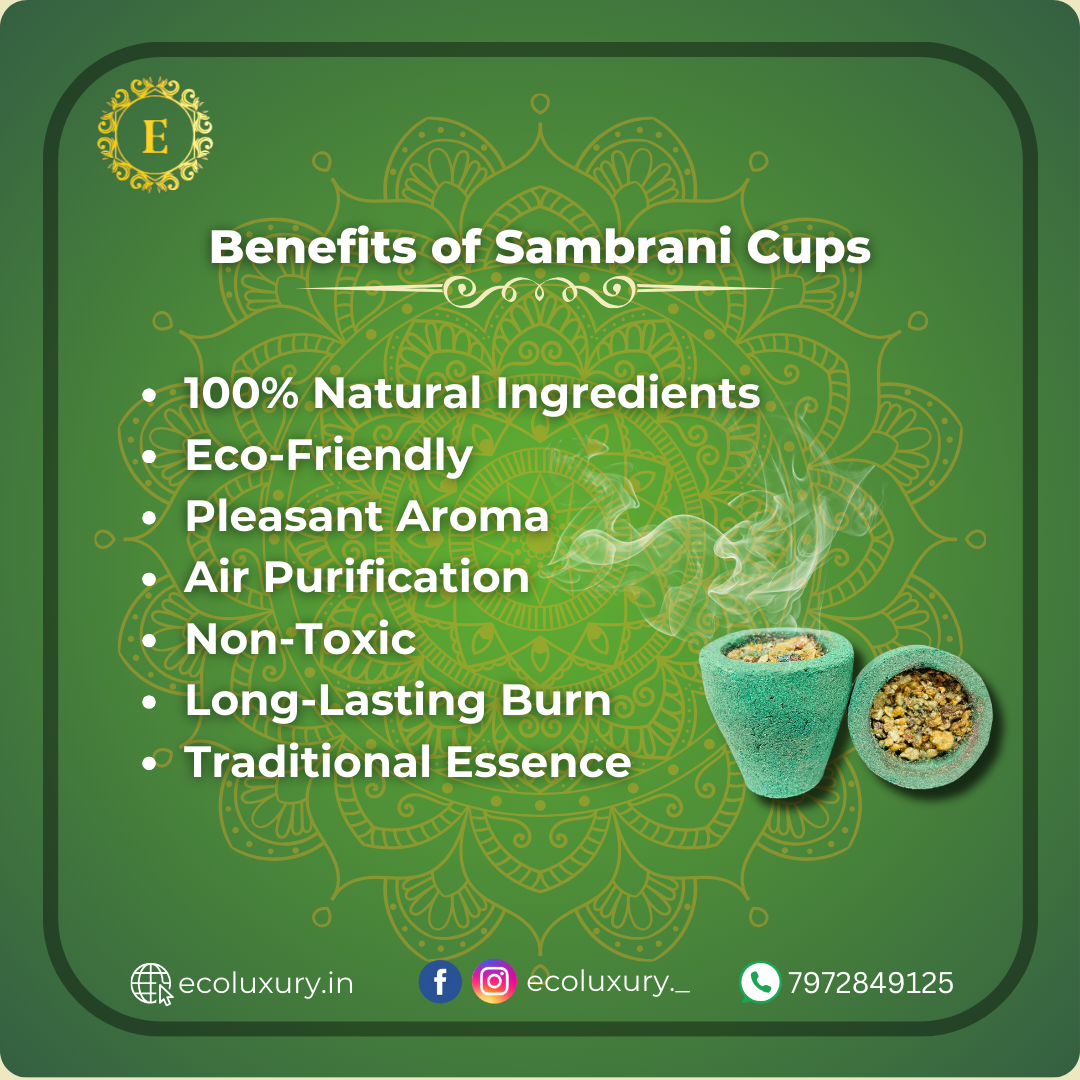 E
Benefits of Sambrani Cups
• 100% Natural Ingredients
• Eco-Friendly
• Pleasant Aroma
• Air Purification
• Non-Toxic
• Long-Lasting Burn
• Traditional Essence
ecoluxury.in ecoluxury._ 7972849125